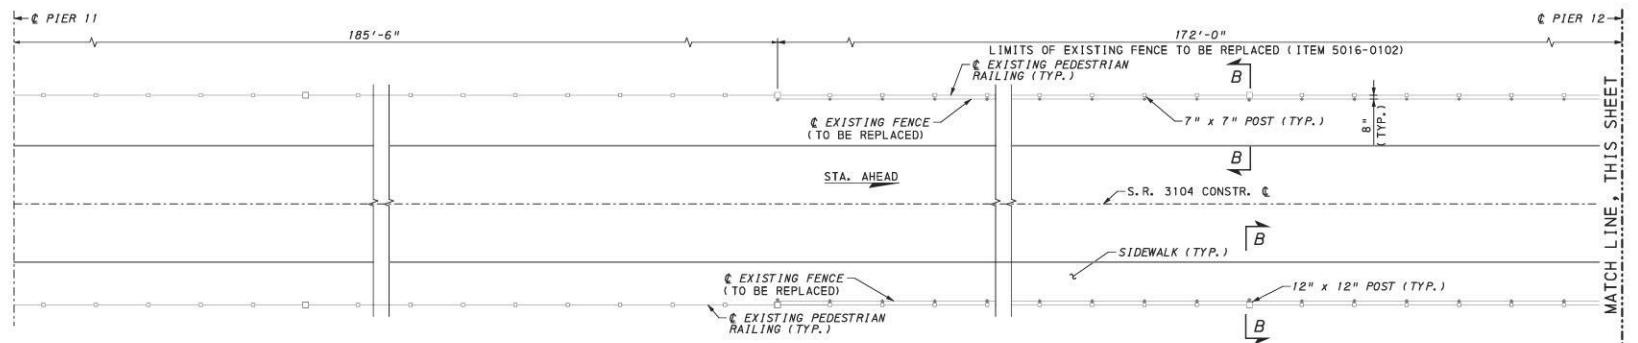 ℄ PIER 11
℄ PIER 12
185'-6"
172'-0"
LIMITS OF EXISTING FENCE TO BE REPLACED (ITEM 5016-0102)
℄ EXISTING PEDESTRIAN
RAILING (TYP.)
B
℄ EXISTING FENCE
(TO BE REPLACED)
7" x 7" POST (TYP.)
8"
(TYP.)
B
STA. AHEAD
S.R. 3104 CONSTR. ℄
B
SIDEWALK (TYP.)
℄ EXISTING FENCE
(TO BE REPLACED)
12" x 12" POST (TYP.)
℄ EXISTING PEDESTRIAN
RAILING (TYP.)
B
MATCH LINE, THIS SHEET